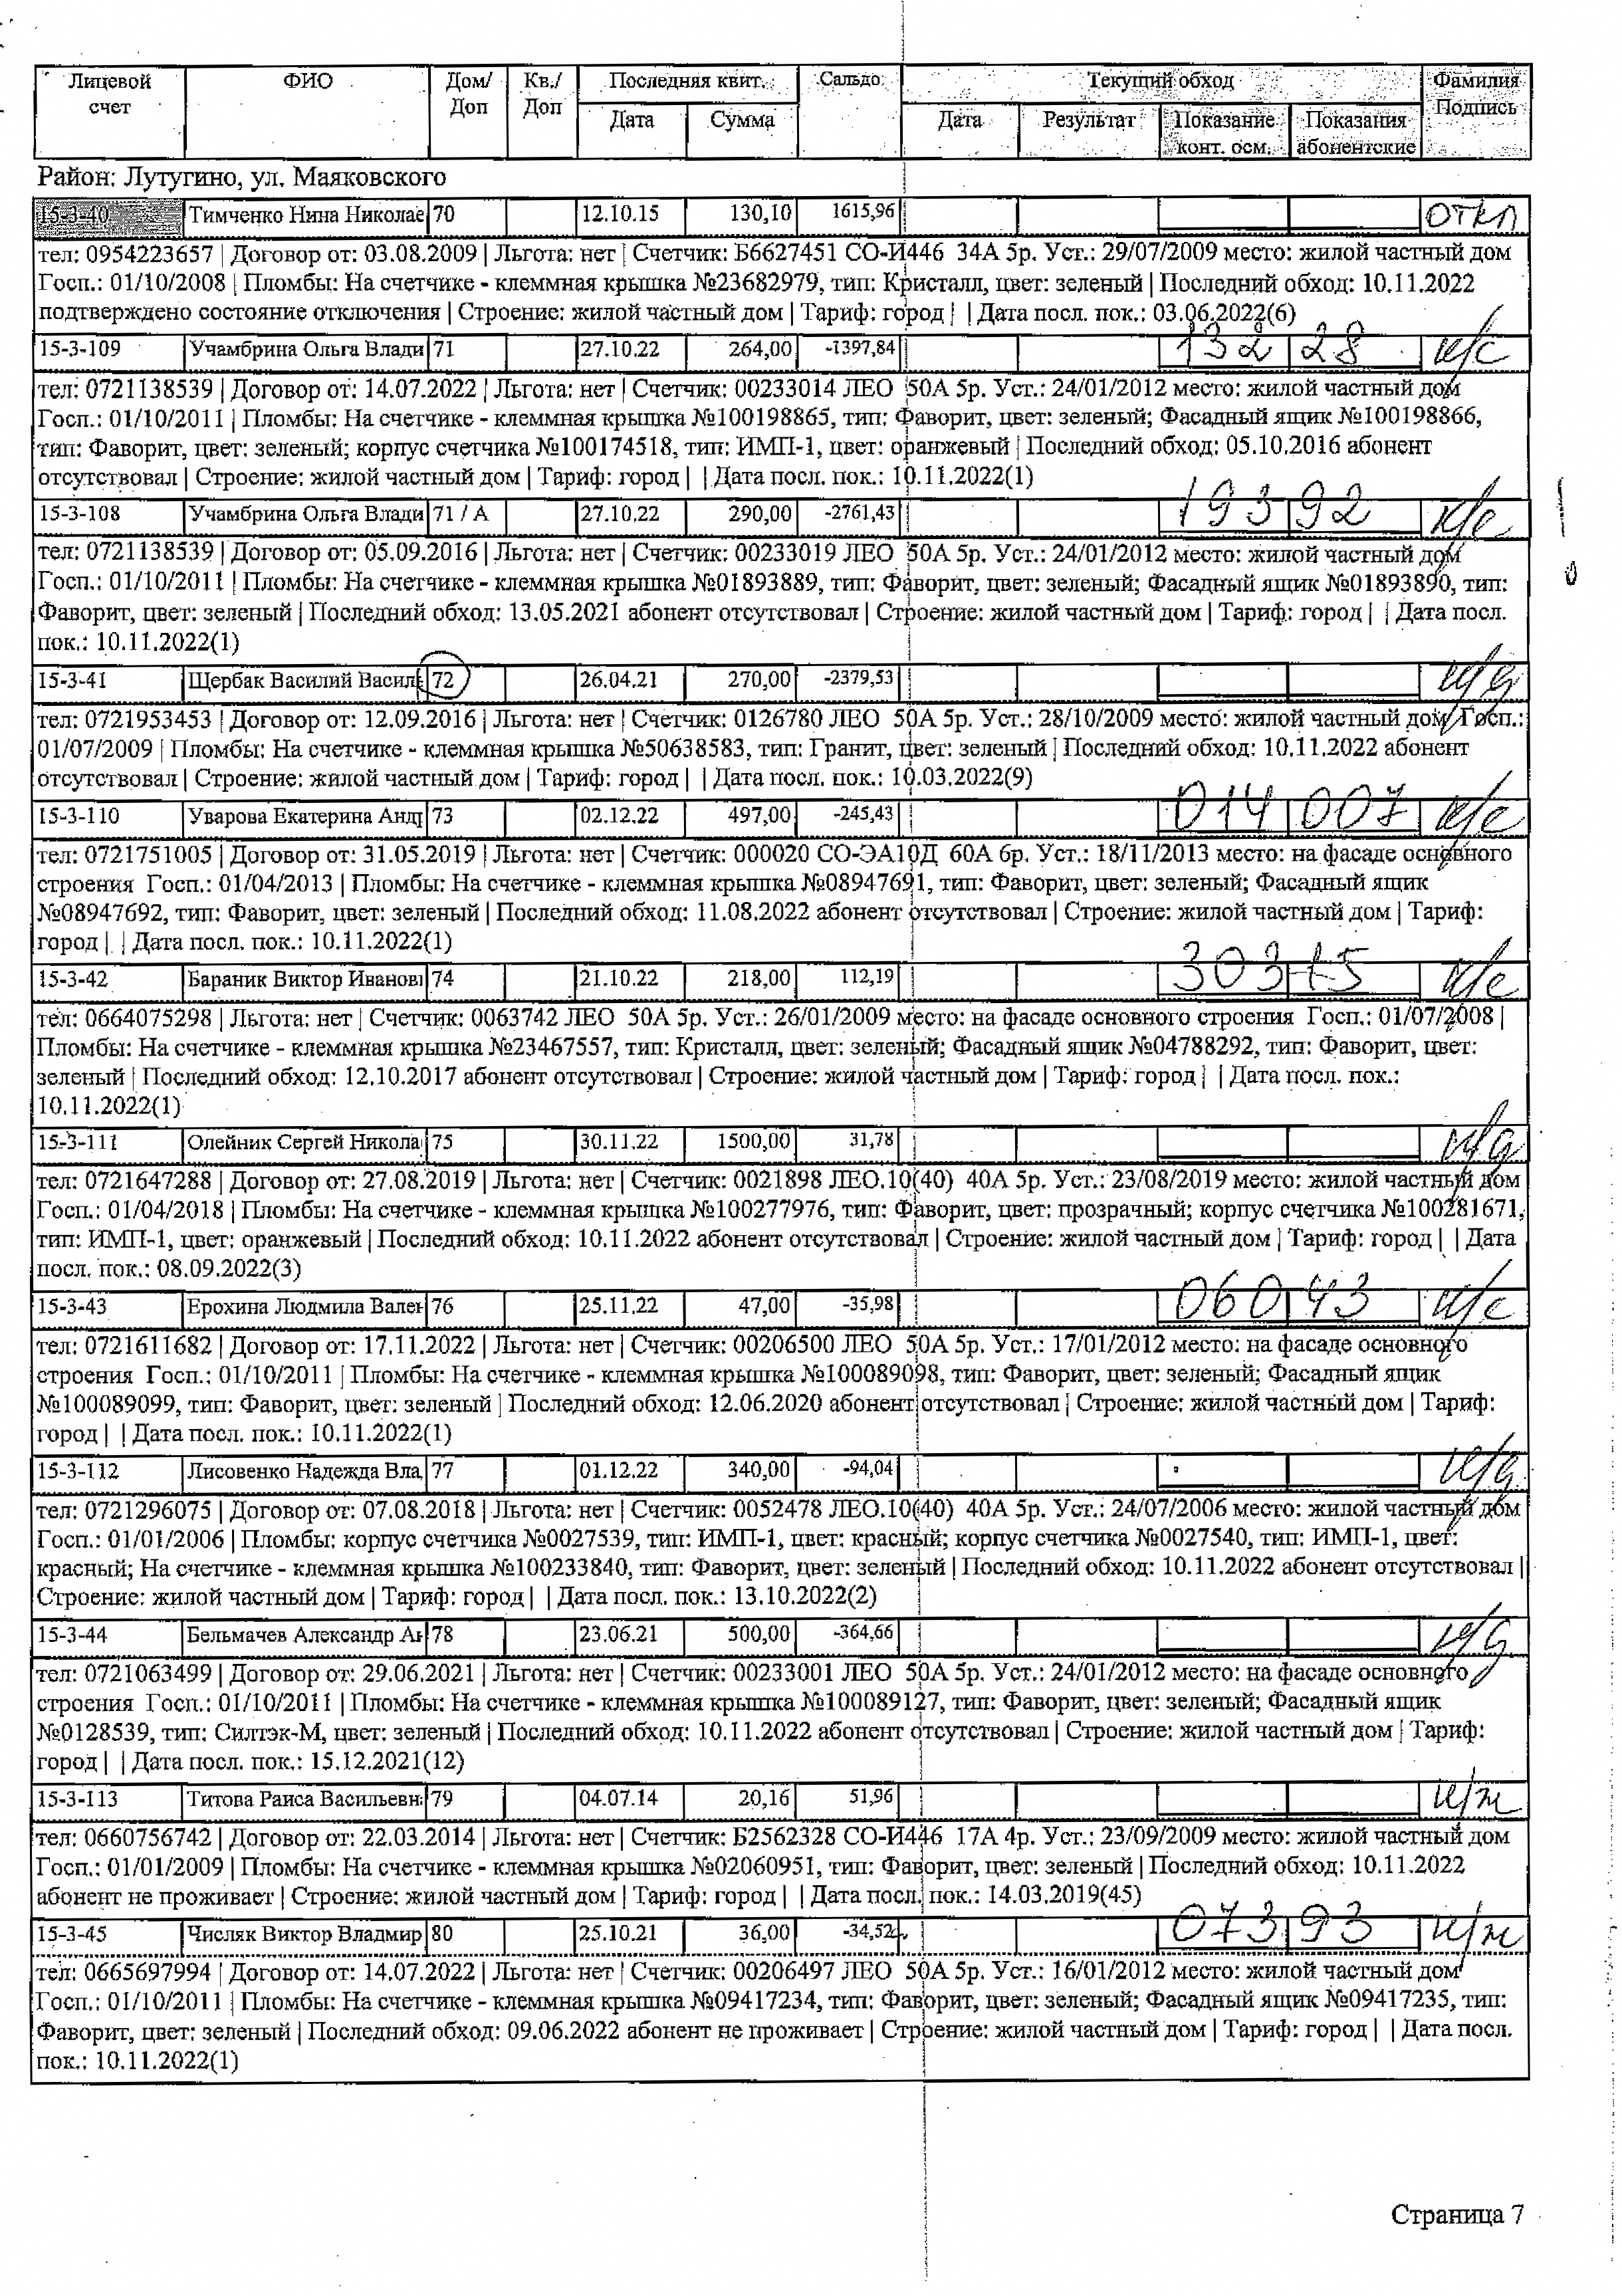 Лицевой счет ФИО Дом/Доп Кв./Доп Последняя квит. Сальдо Текущий обход Фамилия Подпись
Дата Сумма Дата Результат Показание конт. осм. Показания абонентские
Район: Лутугино, ул. Маяковского
15-3-40 Тимченко Нина Николае 70 12.10.15 130,10 1615,96 откл
тел: 0954223657 | Договор от: 03.08.2009 | Льгота: нет | Счетчик: Б6627451 СО-И446 34А 5р. Уст.: 29/07/2009 место: жилой частный дом
Госп.: 01/10/2008 | Пломбы: На счетчике - клеммная крышка №23682979, тип: Кристалл, цвет: зеленый | Последний обход: 10.11.2022
подтверждено состояние отключения | Строение: жилой частный дом | Тариф: город | | Дата посл. пок.: 03.06.2022(6)
15-3-109 Учамбрина Ольга Влади 71 27.10.22 264,00 -1397,84 132 28 к/с
тел: 0721138539 | Договор от: 14.07.2022 | Льгота: нет | Счетчик: 00233014 ЛЕО 50А 5р. Уст.: 24/01/2012 место: жилой частный дом
Госп.: 01/10/2011 | Пломбы: На счетчике - клеммная крышка №100198865, тип: Фаворит, цвет: зеленый; Фасадный ящик №100198866,
тип: Фаворит, цвет: зеленый; корпус счетчика №100174518, тип: ИМП-1, цвет: оранжевый | Последний обход: 05.10.2016 абонент
отсутствовал | Строение: жилой частный дом | Тариф: город | | Дата посл. пок.: 10.11.2022(1)
15-3-108 Учамбрина Ольга Влади 71 / А 27.10.22 290,00 -2761,43 193 92 к/с
тел: 0721138539 | Договор от: 05.09.2016 | Льгота: нет | Счетчик: 00233019 ЛЕО 50А 5р. Уст.: 24/01/2012 место: жилой частный дом
Госп.: 01/10/2011 | Пломбы: На счетчике - клеммная крышка №01893889, тип: Фаворит, цвет: зеленый; Фасадный ящик №01893890, тип:
Фаворит, цвет: зеленый | Последний обход: 13.05.2021 абонент отсутствовал | Строение: жилой частный дом | Тариф: город | | Дата посл.
пок.: 10.11.2022(1)
15-3-41 Щербак Василий Васил 72 26.04.21 270,00 -2379,53 н/д
тел: 0721953453 | Договор от: 12.09.2016 | Льгота: нет | Счетчик: 0126780 ЛЕО 50А 5р. Уст.: 28/10/2009 место: жилой частный дом Госп.:
01/07/2009 | Пломбы: На счетчике - клеммная крышка №50638583, тип: Гранит, цвет: зеленый | Последний обход: 10.11.2022 абонент
отсутствовал | Строение: жилой частный дом | Тариф: город | | Дата посл. пок.: 10.03.2022(9)
15-3-110 Уварова Екатерина Анд 73 02.12.22 497,00 -245,43 014 007 к/с
тел: 0721751005 | Договор от: 31.05.2019 | Льгота: нет | Счетчик: 000020 СО-ЭА10Д 60А 6р. Уст.: 18/11/2013 место: на фасаде основного
строения Госп.: 01/04/2013 | Пломбы: На счетчике - клеммная крышка №08947691, тип: Фаворит, цвет: зеленый; Фасадный ящик
№08947692, тип: Фаворит, цвет: зеленый | Последний обход: 11.08.2022 абонент отсутствовал | Строение: жилой частный дом | Тариф:
город | | Дата посл. пок.: 10.11.2022(1)
15-3-42 Бараник Виктор Иванов 74 21.10.22 218,00 112,19 303 15 к/с
тел: 0664075298 | Льгота: нет | Счетчик: 0063742 ЛЕО 50А 5р. Уст.: 26/01/2009 место: на фасаде основного строения Госп.: 01/07/2008 |
Пломбы: На счетчике - клеммная крышка №23467557, тип: Кристалл, цвет: зеленый; Фасадный ящик №04788292, тип: Фаворит, цвет:
зеленый | Последний обход: 12.10.2017 абонент отсутствовал | Строение: жилой частный дом | Тариф: город | | Дата посл. пок.:
10.11.2022(1)
15-3-111 Олейник Сергей Никола 75 30.11.22 1500,00 31,78 н/д
тел: 0721647288 | Договор от: 27.08.2019 | Льгота: нет | Счетчик: 0021898 ЛЕО.10(40) 40А 5р. Уст.: 23/08/2019 место: жилой частный дом
Госп.: 01/04/2018 | Пломбы: На счетчике - клеммная крышка №100277976, тип: Фаворит, цвет: прозрачный; корпус счетчика №100281671,
тип: ИМП-1, цвет: оранжевый | Последний обход: 10.11.2022 абонент отсутствовал | Строение: жилой частный дом | Тариф: город | | Дата
посл. пок.: 08.09.2022(3)
15-3-43 Ерохина Людмила Вален 76 25.11.22 47,00 -35,98 060 43 к/с
тел: 0721611682 | Договор от: 17.11.2022 | Льгота: нет | Счетчик: 00206500 ЛЕО 50А 5р. Уст.: 17/01/2012 место: на фасаде основного
строения Госп.: 01/10/2011 | Пломбы: На счетчике - клеммная крышка №100089098, тип: Фаворит, цвет: зеленый; Фасадный ящик
№100089099, тип: Фаворит, цвет: зеленый | Последний обход: 12.06.2020 абонент отсутствовал | Строение: жилой частный дом | Тариф:
город | | Дата посл. пок.: 10.11.2022(1)
15-3-112 Лисовенко Надежда Вла 77 01.12.22 340,00 -94,04 н/д
тел: 0721296075 | Договор от: 07.08.2018 | Льгота: нет | Счетчик: 0052478 ЛЕО.10(40) 40А 5р. Уст.: 24/07/2006 место: жилой частный дом
Госп.: 01/01/2006 | Пломбы: корпус счетчика №0027539, тип: ИМП-1, цвет: красный; корпус счетчика №0027540, тип: ИМП-1, цвет:
красный; На счетчике - клеммная крышка №100233840, тип: Фаворит, цвет: зеленый | Последний обход: 10.11.2022 абонент отсутствовал |
Строение: жилой частный дом | Тариф: город | | Дата посл. пок.: 13.10.2022(2)
15-3-44 Бельмачев Александр Ан 78 23.06.21 500,00 -364,66 н/д
тел: 0721063499 | Договор от: 29.06.2021 | Льгота: нет | Счетчик: 00233001 ЛЕО 50А 5р. Уст.: 24/01/2012 место: на фасаде основного
строения Госп.: 01/10/2011 | Пломбы: На счетчике - клеммная крышка №100089127, тип: Фаворит, цвет: зеленый; Фасадный ящик
№0128539, тип: Силтэк-М, цвет: зеленый | Последний обход: 10.11.2022 абонент отсутствовал | Строение: жилой частный дом | Тариф:
город | | Дата посл. пок.: 15.12.2021(12)
15-3-113 Титова Раиса Васильевн 79 04.07.14 20,16 51,96 н/ж
тел: 0660756742 | Договор от: 22.03.2014 | Льгота: нет | Счетчик: Б2562328 СО-И446 17А 4р. Уст.: 23/09/2009 место: жилой частный дом
Госп.: 01/01/2009 | Пломбы: На счетчике - клеммная крышка №02060951, тип: Фаворит, цвет: зеленый | Последний обход: 10.11.2022
абонент не проживает | Строение: жилой частный дом | Тариф: город | | Дата посл. пок.: 14.03.2019(45)
15-3-45 Числяк Виктор Владмир 80 25.10.21 36,00 -34,52 073 93 н/ж
тел: 0665697994 | Договор от: 14.07.2022 | Льгота: нет | Счетчик: 00206497 ЛЕО 50А 5р. Уст.: 16/01/2012 место: жилой частный дом
Госп.: 01/10/2011 | Пломбы: На счетчике - клеммная крышка №09417234, тип: Фаворит, цвет: зеленый; Фасадный ящик №09417235, тип:
Фаворит, цвет: зеленый | Последний обход: 09.06.2022 абонент не проживает | Строение: жилой частный дом | Тариф: город | | Дата посл.
пок.: 10.11.2022(1)
Страница 7